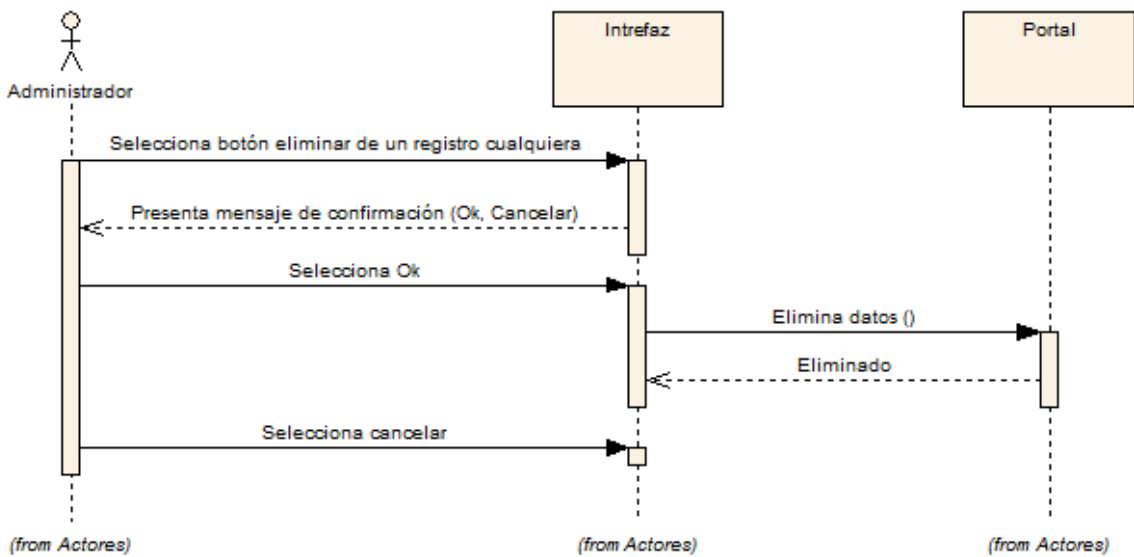 Administrador
Intrefaz
Portal
Selecciona botón eliminar de un registro cualquiera
Presenta mensaje de confirmación (Ok, Cancelar)
Selecciona Ok
Elimina datos ()
Eliminado
Selecciona cancelar
(from Actores)
(from Actores)
(from Actores)